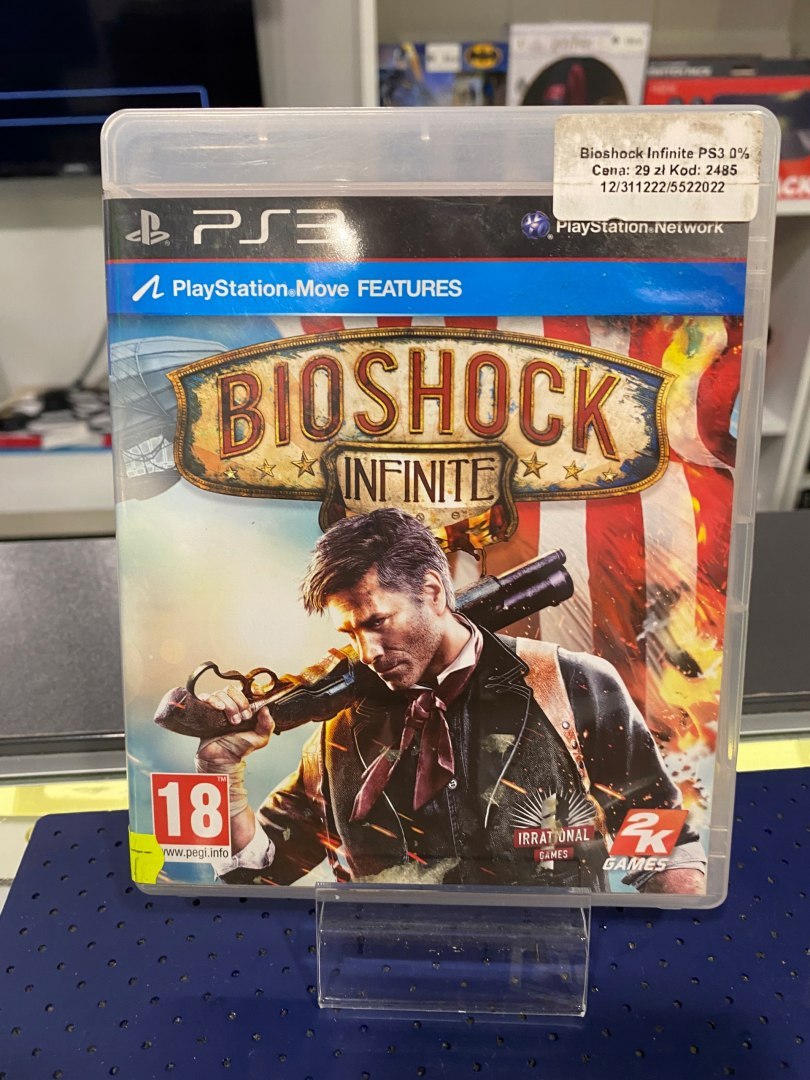 Bioshock Infinite PS3 0%
Cena: 29 zł Kod: 2485
12/311222/5522022
PS3
PlayStation®Network
PlayStation®Move FEATURES
BIOSHOCK
INFINITE
18
www.pegi.info
IRRATIONAL
GAMES
2K
GAMES